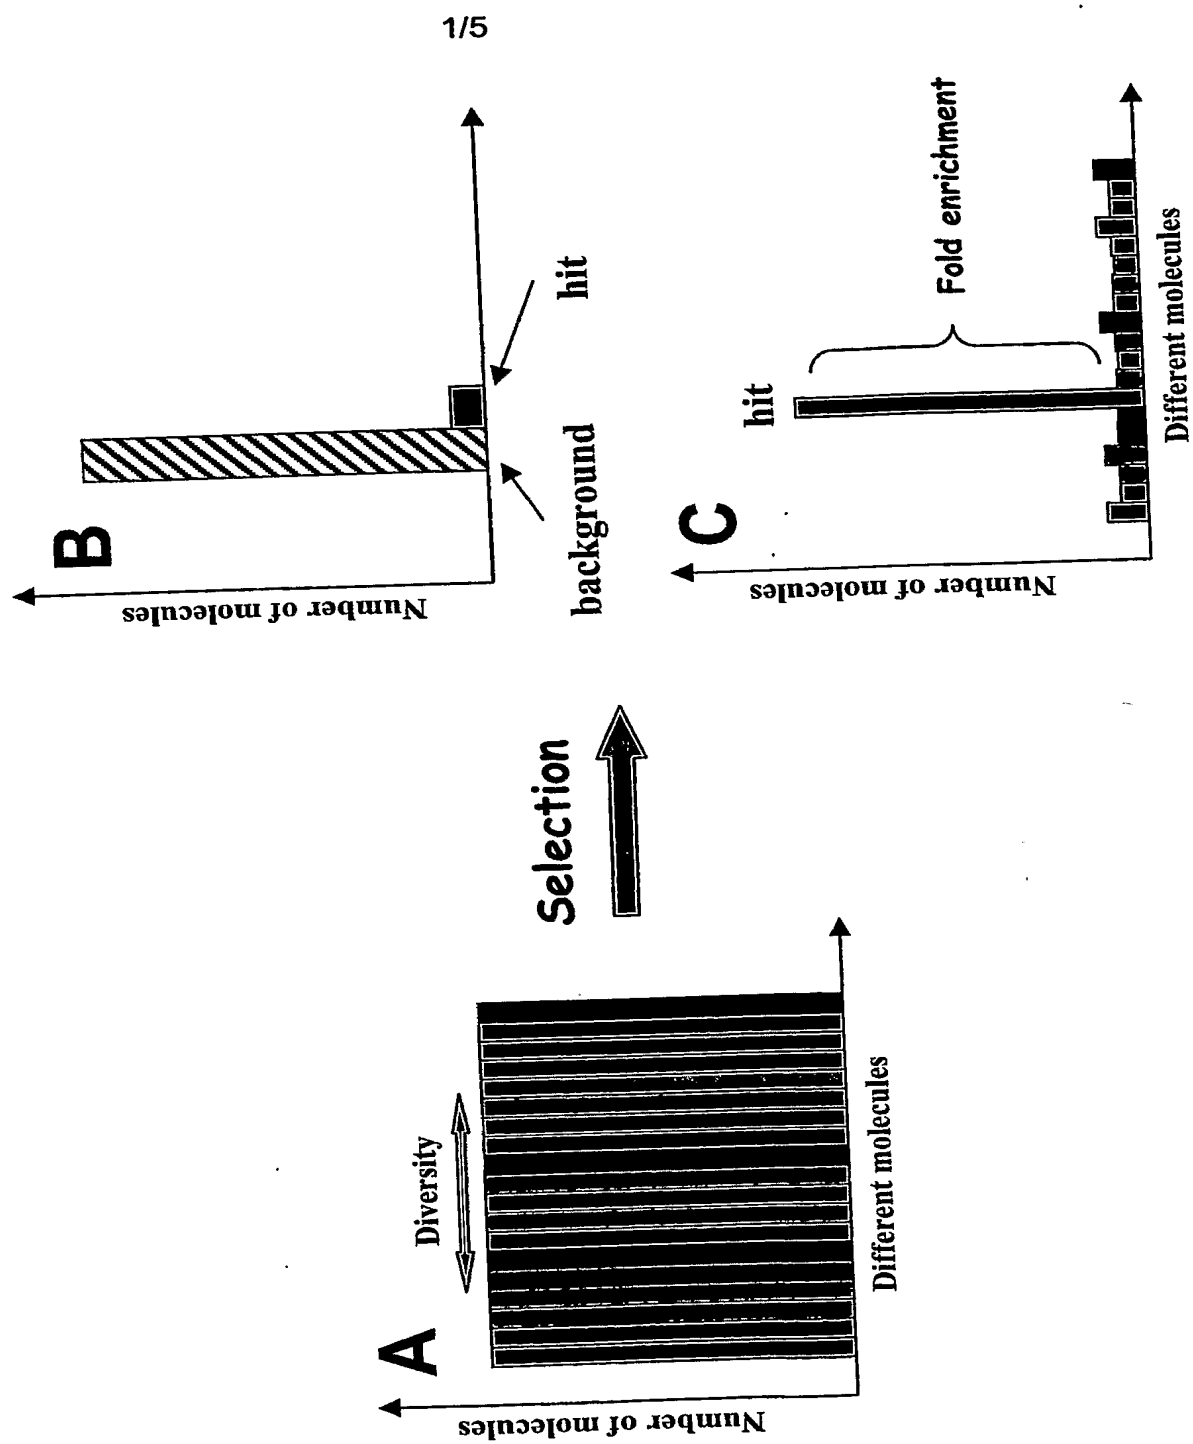 1/5
A
Number of molecules
Diversity
Different molecules
Selection
B
Number of molecules
background
hit
C
Number of molecules
hit
Fold enrichment
Different molecules